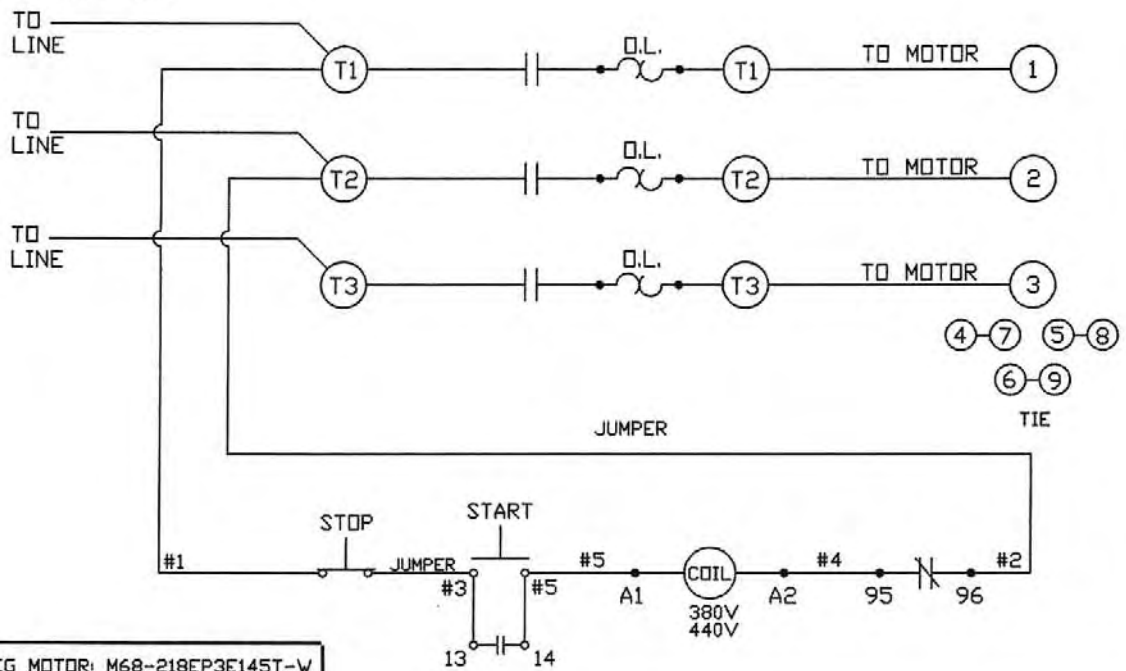 TO
LINE
T1
O.L.
T1
TO MOTOR
1
TO
LINE
T2
O.L.
T2
TO MOTOR
2
TO
LINE
T3
O.L.
T3
TO MOTOR
3
4 7 5 8
6 9
TIE
JUMPER
STOP
START
#1
JUMPER
#3
#5
#5
A1
COIL
380V
440V
A2
#4
95
96
#2
13
14
MOTOR: M68-218EP3E145T-W